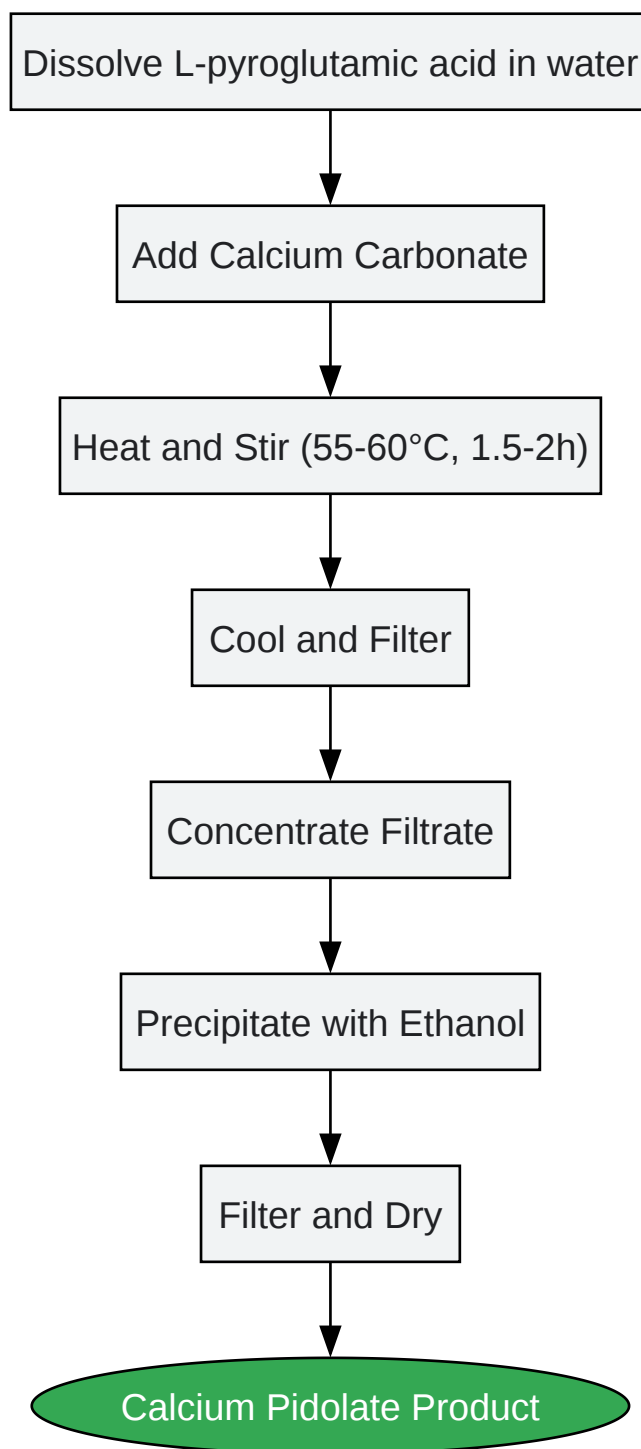 Dissolve L-pyroglutamic acid in water
Add Calcium Carbonate
Heat and Stir (55-60°C, 1.5-2h)
Cool and Filter
Concentrate Filtrate
Precipitate with Ethanol
Filter and Dry
Calcium Pidolate Product